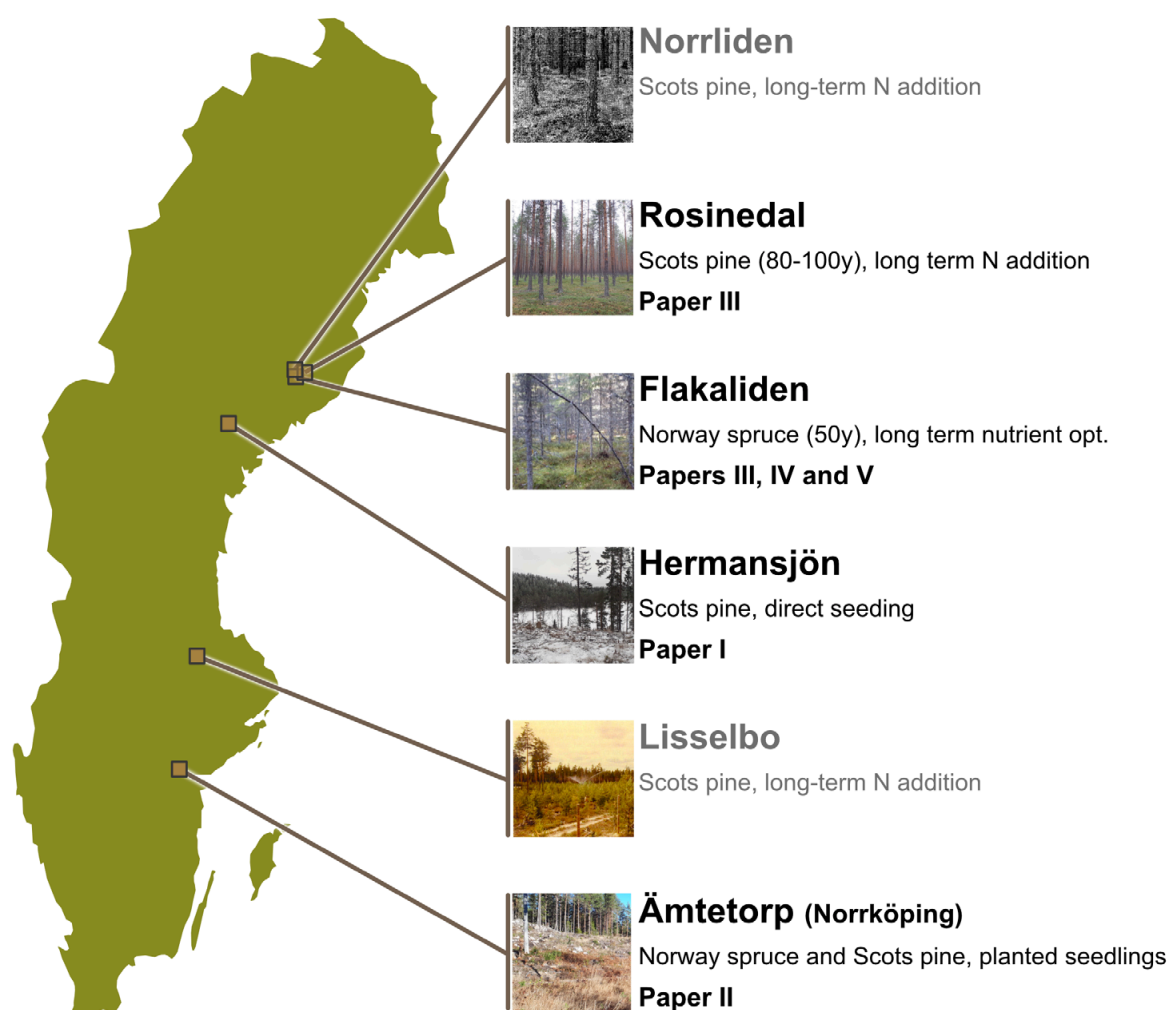 Norrliden
Scots pine, long-term N addition
Rosinedal
Scots pine (80-100y), long term N addition
Paper III
Flakaliden
Norway spruce (50y), long term nutrient opt.
Papers III, IV and V
Hermansjön
Scots pine, direct seeding
Paper I
Lisselbo
Scots pine, long-term N addition
Ämtetorp (Norrköping)
Norway spruce and Scots pine, planted seedlings
Paper II